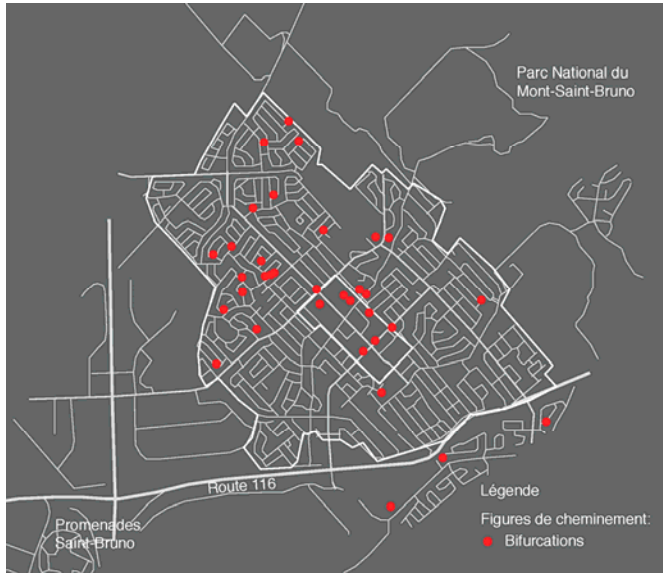 Parc National du
Mont-Saint-Bruno
Route 116
Légende
Promenades
Saint-Bruno
Figures de cheminement:
Bifurcations